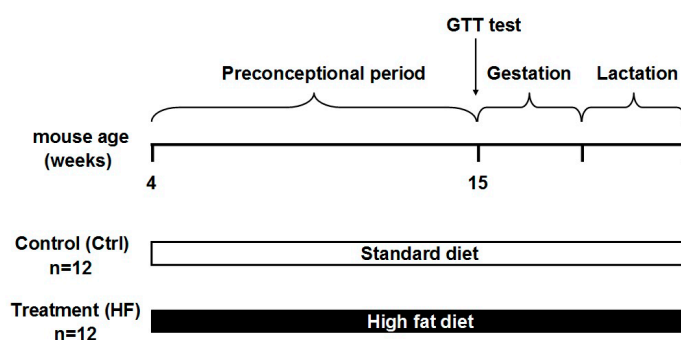 GTT test
Preconceptional period
Gestation
Lactation
mouse age
(weeks)
4
15
Control (Ctrl)
n=12
Standard diet
Treatment (HF)
n=12
High fat diet